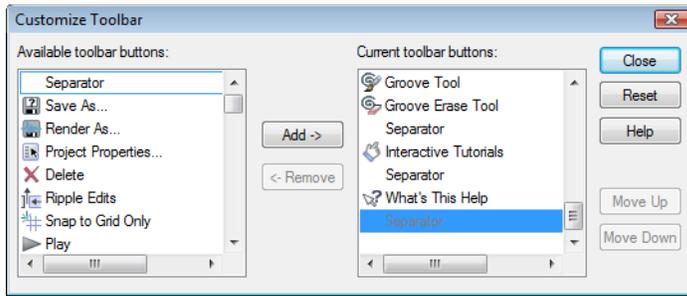 Customize Toolbar
Available toolbar buttons:
Separator
Save As...
Render As...
Project Properties...
Delete
Ripple Edits
Snap to Grid Only
Play
Add ->
<- Remove
Current toolbar buttons:
Groove Tool
Groove Erase Tool
Separator
Interactive Tutorials
Separator
What's This Help
Separator
Close
Reset
Help
Move Up
Move Down